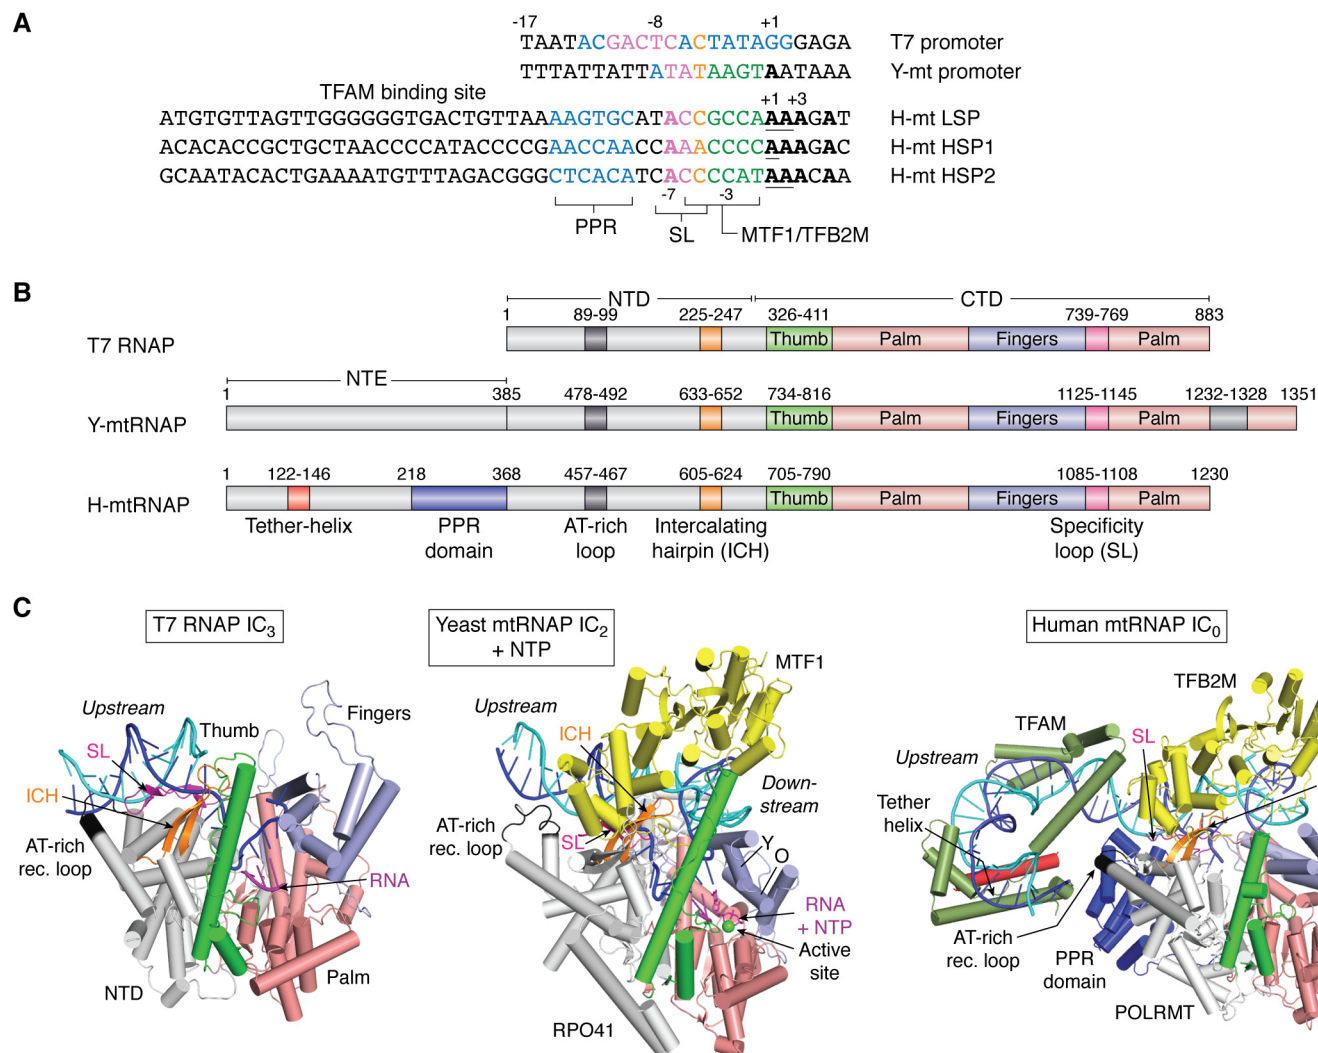 A
-17 -8 +1
TAATACGACTCACTATAGGGAGA T7 promoter
TTTATTATTATATAAGTAATAAA Y-mt promoter
TFAM binding site +1 +3
ATGTGTTAGTTGGGGGGTGACTGTTAAAAGTGCATACCGCCAAAAGAT H-mt LSP
ACACACCGCTGCTAACCCCATACCCCGAACCAACCAAACCCCAAAGAC H-mt HSP1
GCAATACACTGAAAATGTTTAGACGGGCTCACATCACCCCATAAACAA H-mt HSP2
-7 -3
PPR SL MTF1/TFB2M
B
NTD CTD
1 89-99 225-247 326-411 739-769 883
T7 RNAP Thumb Palm Fingers Palm
NTE
1 385 478-492 633-652 734-816 1125-1145 1232-1328 1351
Y-mtRNAP Thumb Palm Fingers Palm
1 122-146 218 368 457-467 605-624 705-790 1085-1108 1230
H-mtRNAP Thumb Palm Fingers Palm
Tether-helix PPR AT-rich Intercalating Specificity
domain loop hairpin (ICH) loop (SL)
C
T7 RNAP IC3
Upstream
Thumb
Fingers
SL
ICH
AT-rich
rec. loop
RNA
NTD
Palm
Yeast mtRNAP IC2
+ NTP
MTF1
Upstream
ICH
Down-
stream
AT-rich
rec. loop
SL
Y
O
RNA
+ NTP
Active
site
RPO41
Human mtRNAP IC0
TFB2M
TFAM
SL
Upstream
Tether
helix
AT-rich
rec. loop
PPR
domain
POLRMT